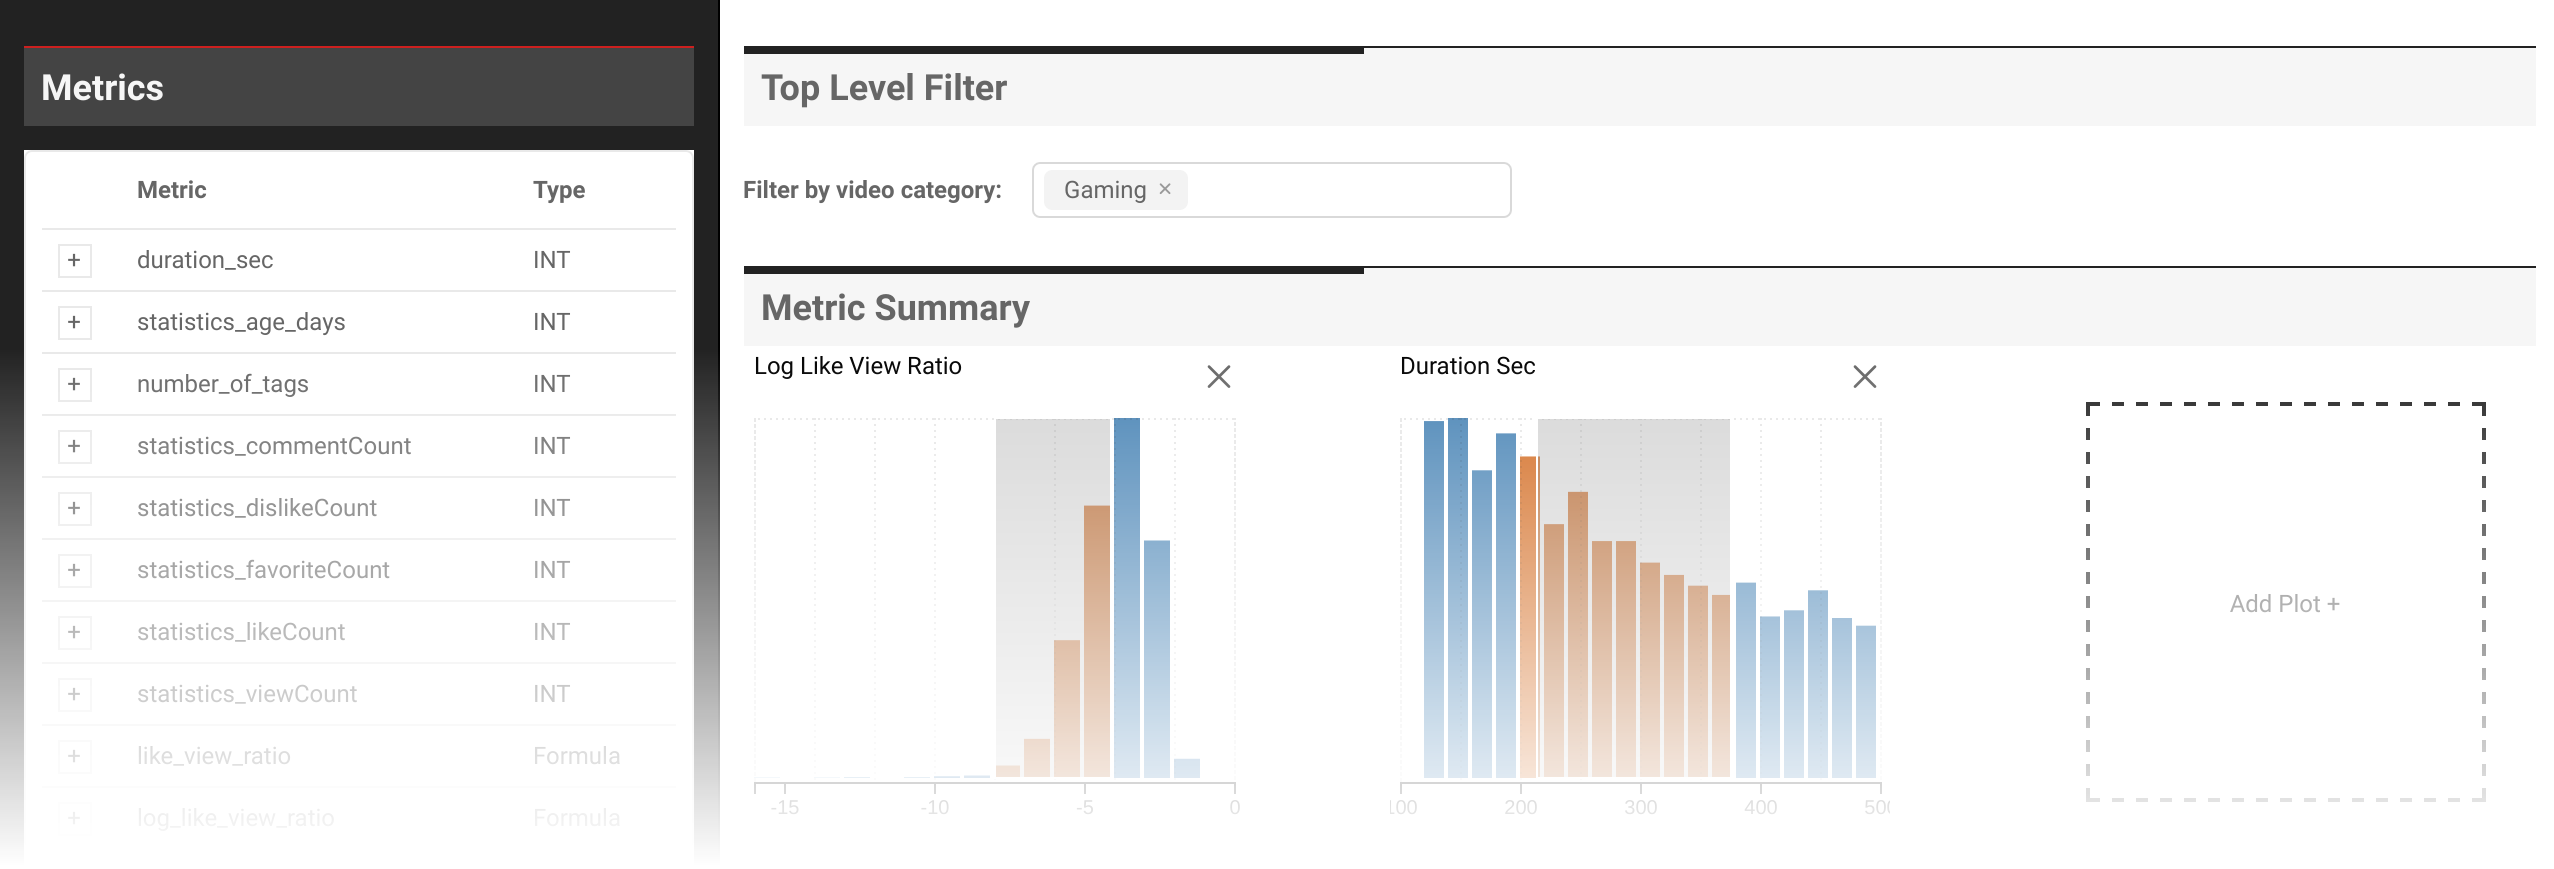 Metrics
Metric Type
+ duration_sec INT
+ statistics_age_days INT
+ number_of_tags INT
+ statistics_commentCount INT
+ statistics_dislikeCount INT
+ statistics_favoriteCount INT
+ statistics_likeCount INT
+ statistics_viewCount INT
+ like_view_ratio Formula
+ log_like_view_ratio Formula
Top Level Filter
Filter by video category: Gaming ×
Metric Summary
Log Like View Ratio
-15 -10 -5 0
Duration Sec
100 200 300 400 500
Add Plot +